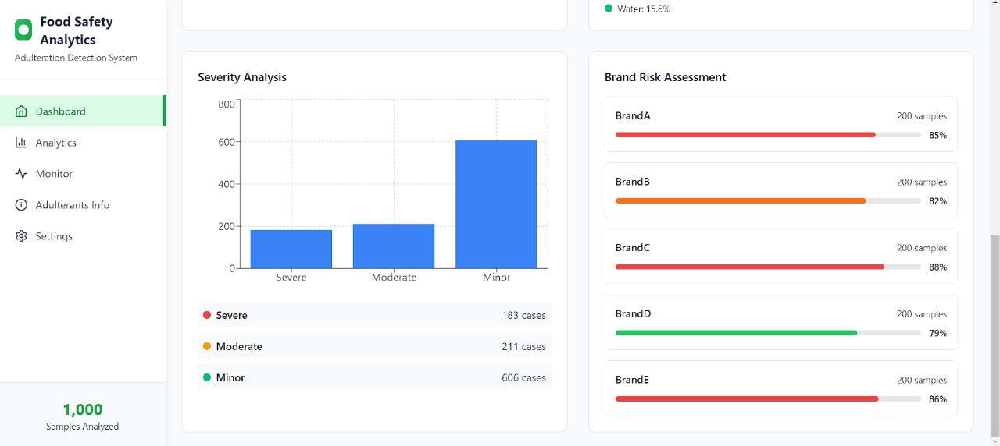 Food Safety
Analytics
Adulteration Detection System
Dashboard
Analytics
Monitor
Adulterants Info
Settings
1,000
Samples Analyzed
Water: 15.6%
Severity Analysis
800
600
400
200
0
Severe Moderate Minor
Severe 183 cases
Moderate 211 cases
Minor 606 cases
Brand Risk Assessment
BrandA 200 samples
85%
BrandB 200 samples
82%
BrandC 200 samples
88%
BrandD 200 samples
79%
BrandE 200 samples
86%